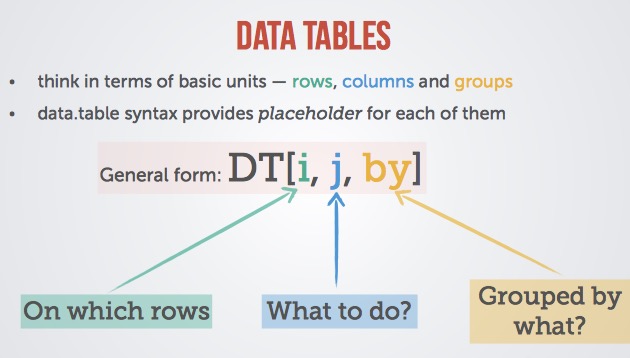 DATA TABLES
• think in terms of basic units — rows, columns and groups
• data.table syntax provides placeholder for each of them
General form: DT[i, j, by]
On which rows
What to do?
Grouped by
what?